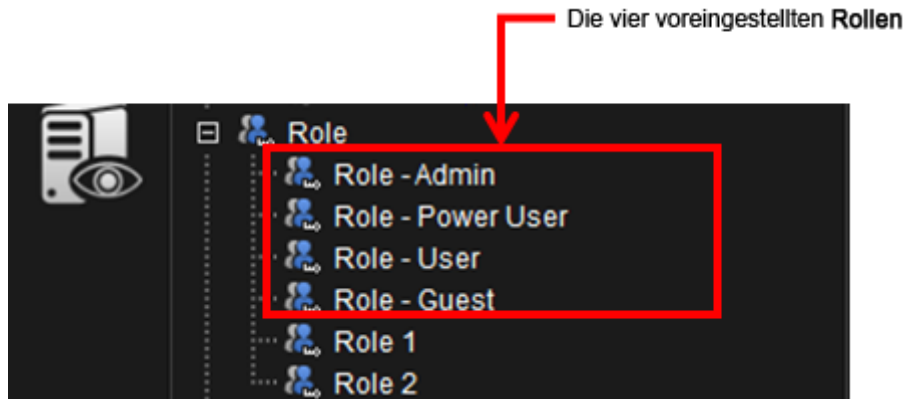 Die vier voreingestellten Rollen
Role
Role - Admin
Role - Power User
Role - User
Role - Guest
Role 1
Role 2